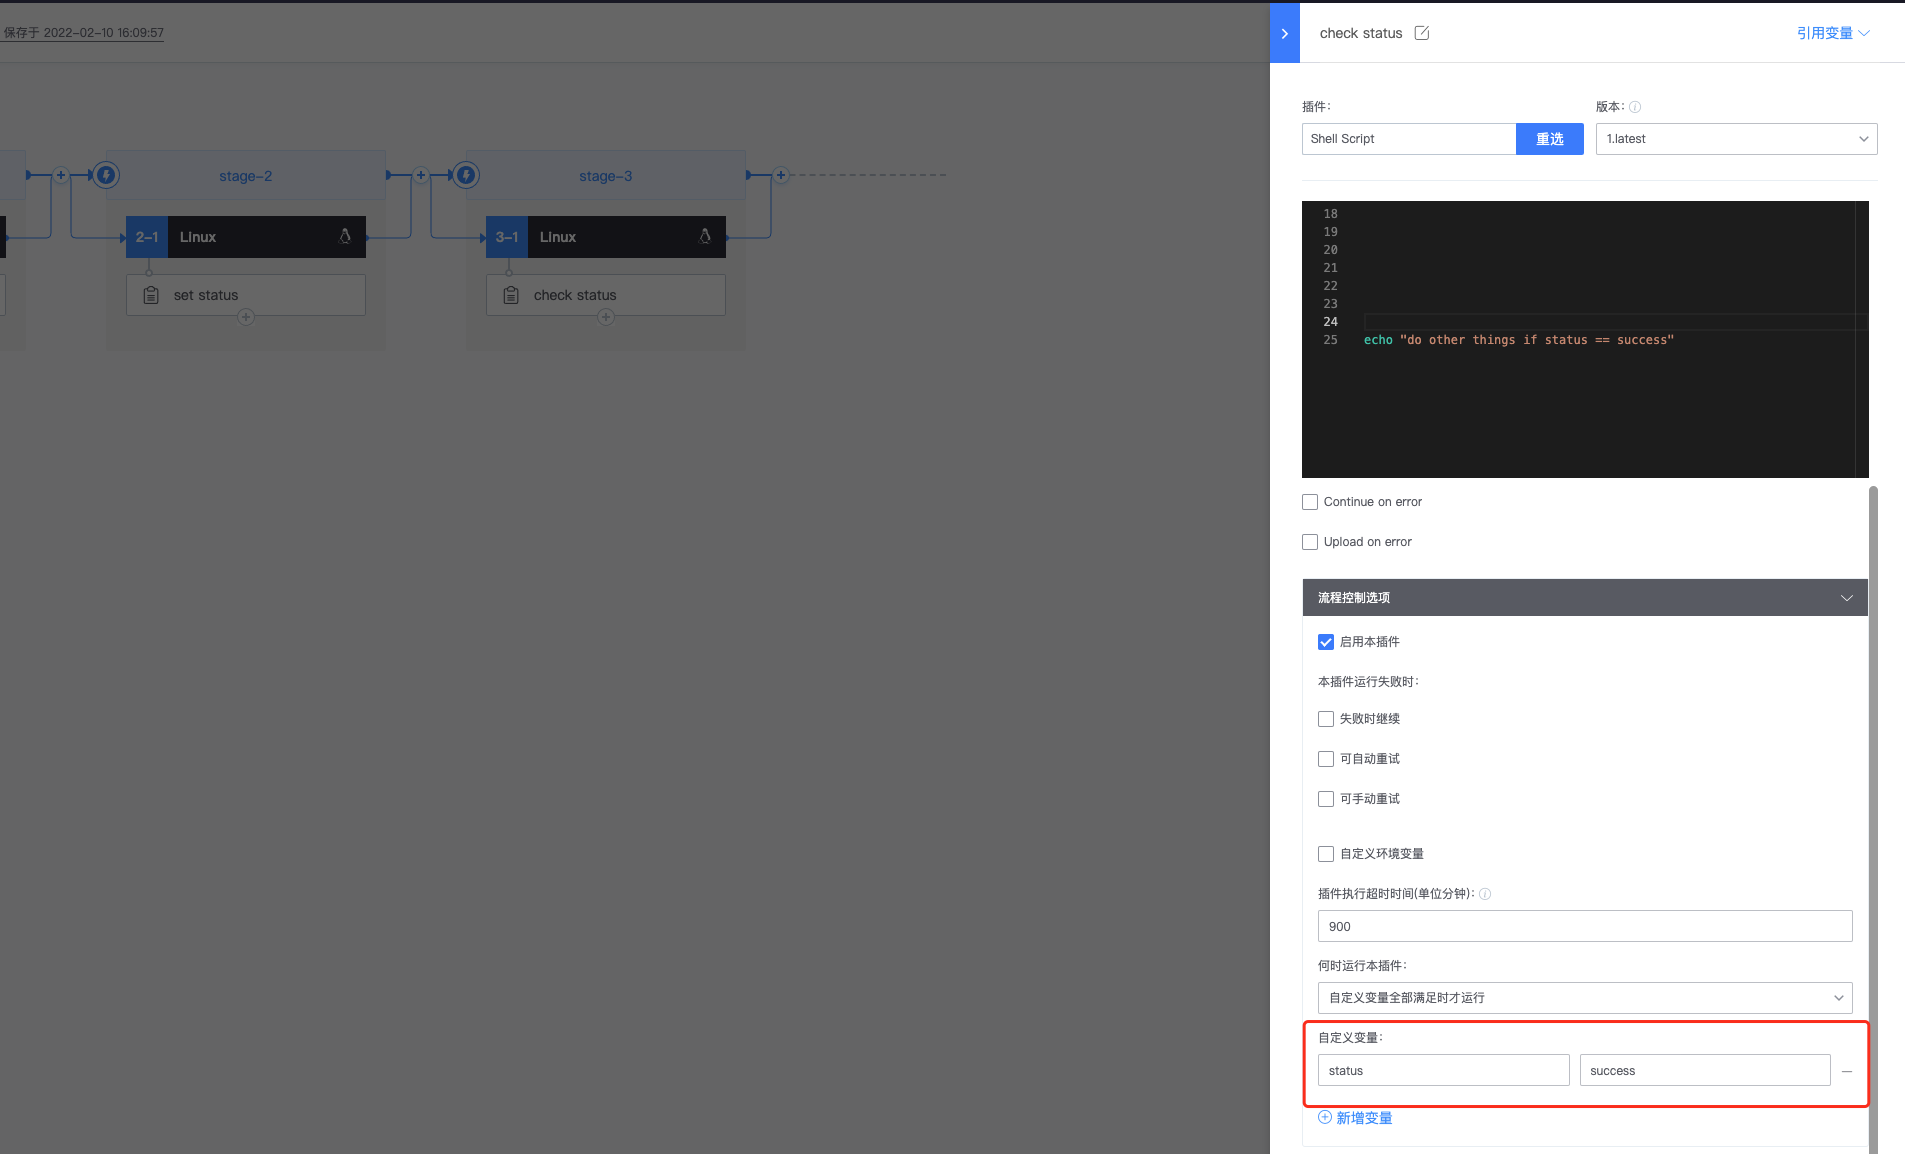 保存于 2022-02-10 16:09:57
check status
引用变量
stage-2
stage-3
2-1 Linux
3-1 Linux
set status
check status
插件:
版本:
Shell Script
重选
1.latest
18
19
20
21
22
23
24
25 echo "do other things if status == success"
Continue on error
Upload on error
流程控制选项
启用本插件
本插件运行失败时:
失败时继续
可自动重试
可手动重试
自定义环境变量
插件执行超时时间(单位分钟):
900
何时运行本插件:
自定义变量全部满足时才运行
自定义变量:
status
success
新增变量